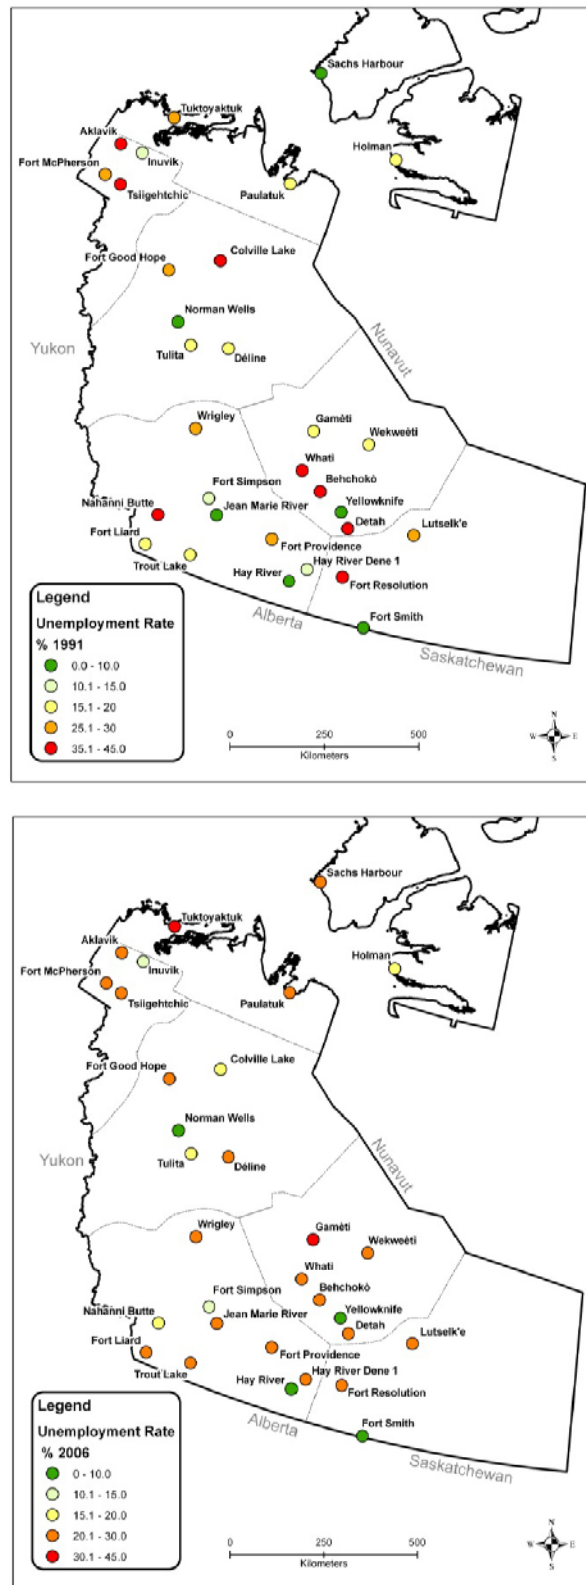 Sachs Harbour
Tuktoyaktuk
Aklavik
Inuvik
Holman
Fort McPherson
Tsiigehtchic
Paulatuk
Colville Lake
Fort Good Hope
Norman Wells
Nunavut
Yukon
Tulita
Déline
Wrigley
Gamèti
Wekweèti
Whati
Fort Simpson
Behchokò
Nahanni Butte
Jean Marie River
Yellowknife
Detah
Lutselk'e
Fort Liard
Fort Providence
Trout Lake
Hay River Dene 1
Hay River
Fort Resolution
Alberta
Fort Smith
Saskatchewan
Legend
Unemployment Rate
% 1991
0.0 - 10.0
10.1 - 15.0
15.1 - 20
25.1 - 30
35.1 - 45.0
0 250 500
Kilometers
N
W E
S
Sachs Harbour
Tuktoyaktuk
Aklavik
Inuvik
Holman
Fort McPherson
Tsiigehtchic
Paulatuk
Colville Lake
Fort Good Hope
Norman Wells
Nunavut
Yukon
Tulita
Déline
Wrigley
Gamèti
Wekweèti
Whati
Fort Simpson
Behchokò
Nahanni Butte
Jean Marie River
Yellowknife
Detah
Lutselk'e
Fort Liard
Fort Providence
Trout Lake
Hay River Dene 1
Hay River
Fort Resolution
Alberta
Fort Smith
Saskatchewan
Legend
Unemployment Rate
% 2006
0 - 10.0
10.1 - 15.0
15.1 - 20.0
20.1 - 30.0
30.1 - 45.0
0 250 500
Kilometers
N
W E
S